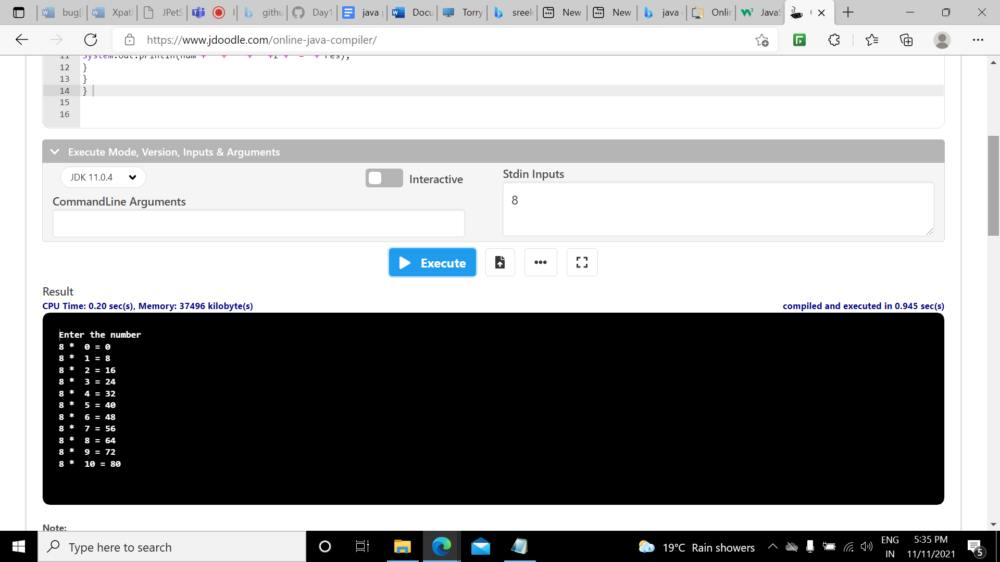 bug[
Xpat
JPetS
githu
Day1
java
Docu
Torry
sreele
New
New
java
Onlin
Java
https://www.jdoodle.com/online-java-compiler/
11 System.out.println(num + + + +i + = + res);
12 }
13 }
14 }
15
16
Execute Mode, Version, Inputs & Arguments
JDK 11.0.4
Interactive
Stdin Inputs
CommandLine Arguments
8
Execute
Result
CPU Time: 0.20 sec(s), Memory: 37496 kilobyte(s)
compiled and executed in 0.945 sec(s)
Enter the number
8 *  0 = 0
8 *  1 = 8
8 *  2 = 16
8 *  3 = 24
8 *  4 = 32
8 *  5 = 40
8 *  6 = 48
8 *  7 = 56
8 *  8 = 64
8 *  9 = 72
8 *  10 = 80
Note:
Type here to search
19°C Rain showers
ENG
IN
5:35 PM
11/11/2021
5